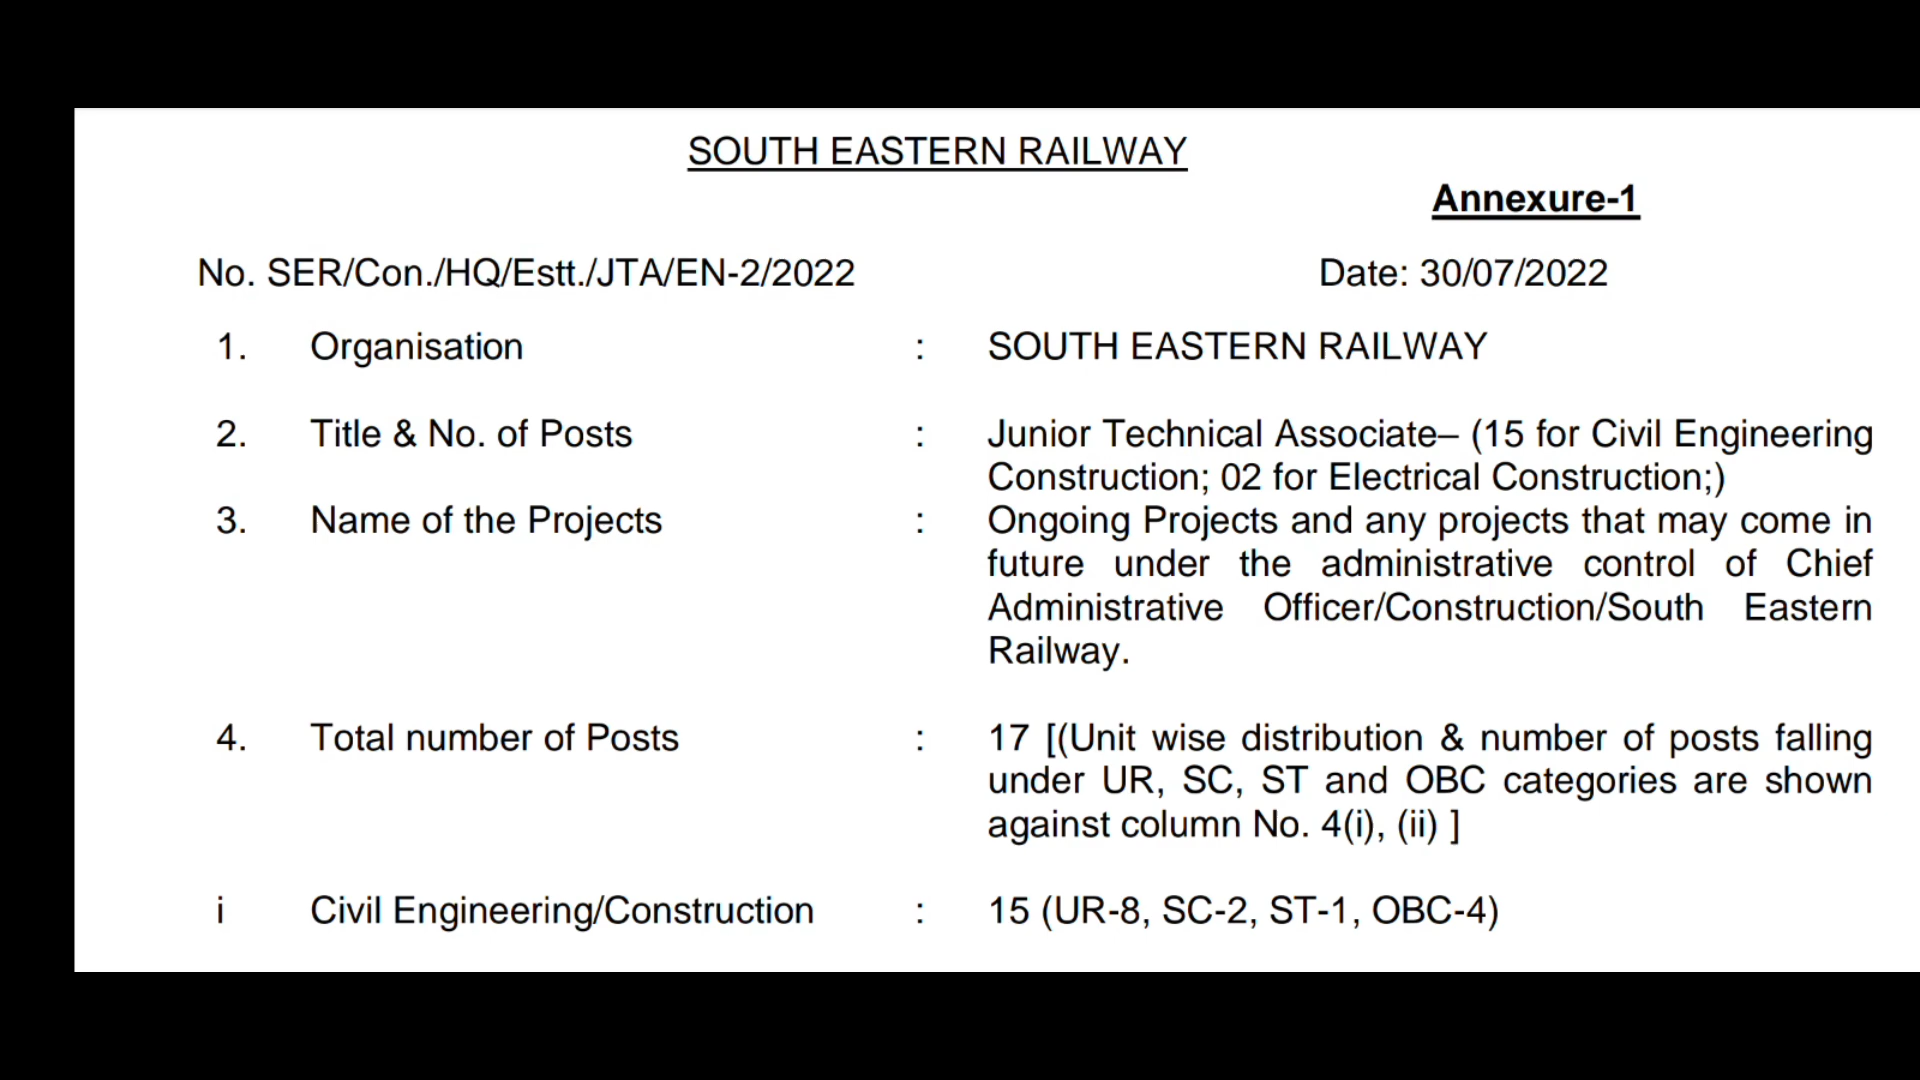 SOUTH EASTERN RAILWAY
Annexure-1
No. SER/Con./HQ/Estt./JTA/EN-2/2022 Date: 30/07/2022
1. Organisation : SOUTH EASTERN RAILWAY
2. Title & No. of Posts : Junior Technical Associate– (15 for Civil Engineering
Construction; 02 for Electrical Construction;)
3. Name of the Projects : Ongoing Projects and any projects that may come in
future under the administrative control of Chief
Administrative Officer/Construction/South Eastern
Railway.
4. Total number of Posts : 17 [(Unit wise distribution & number of posts falling
under UR, SC, ST and OBC categories are shown
against column No. 4(i), (ii) ]
i Civil Engineering/Construction : 15 (UR-8, SC-2, ST-1, OBC-4)